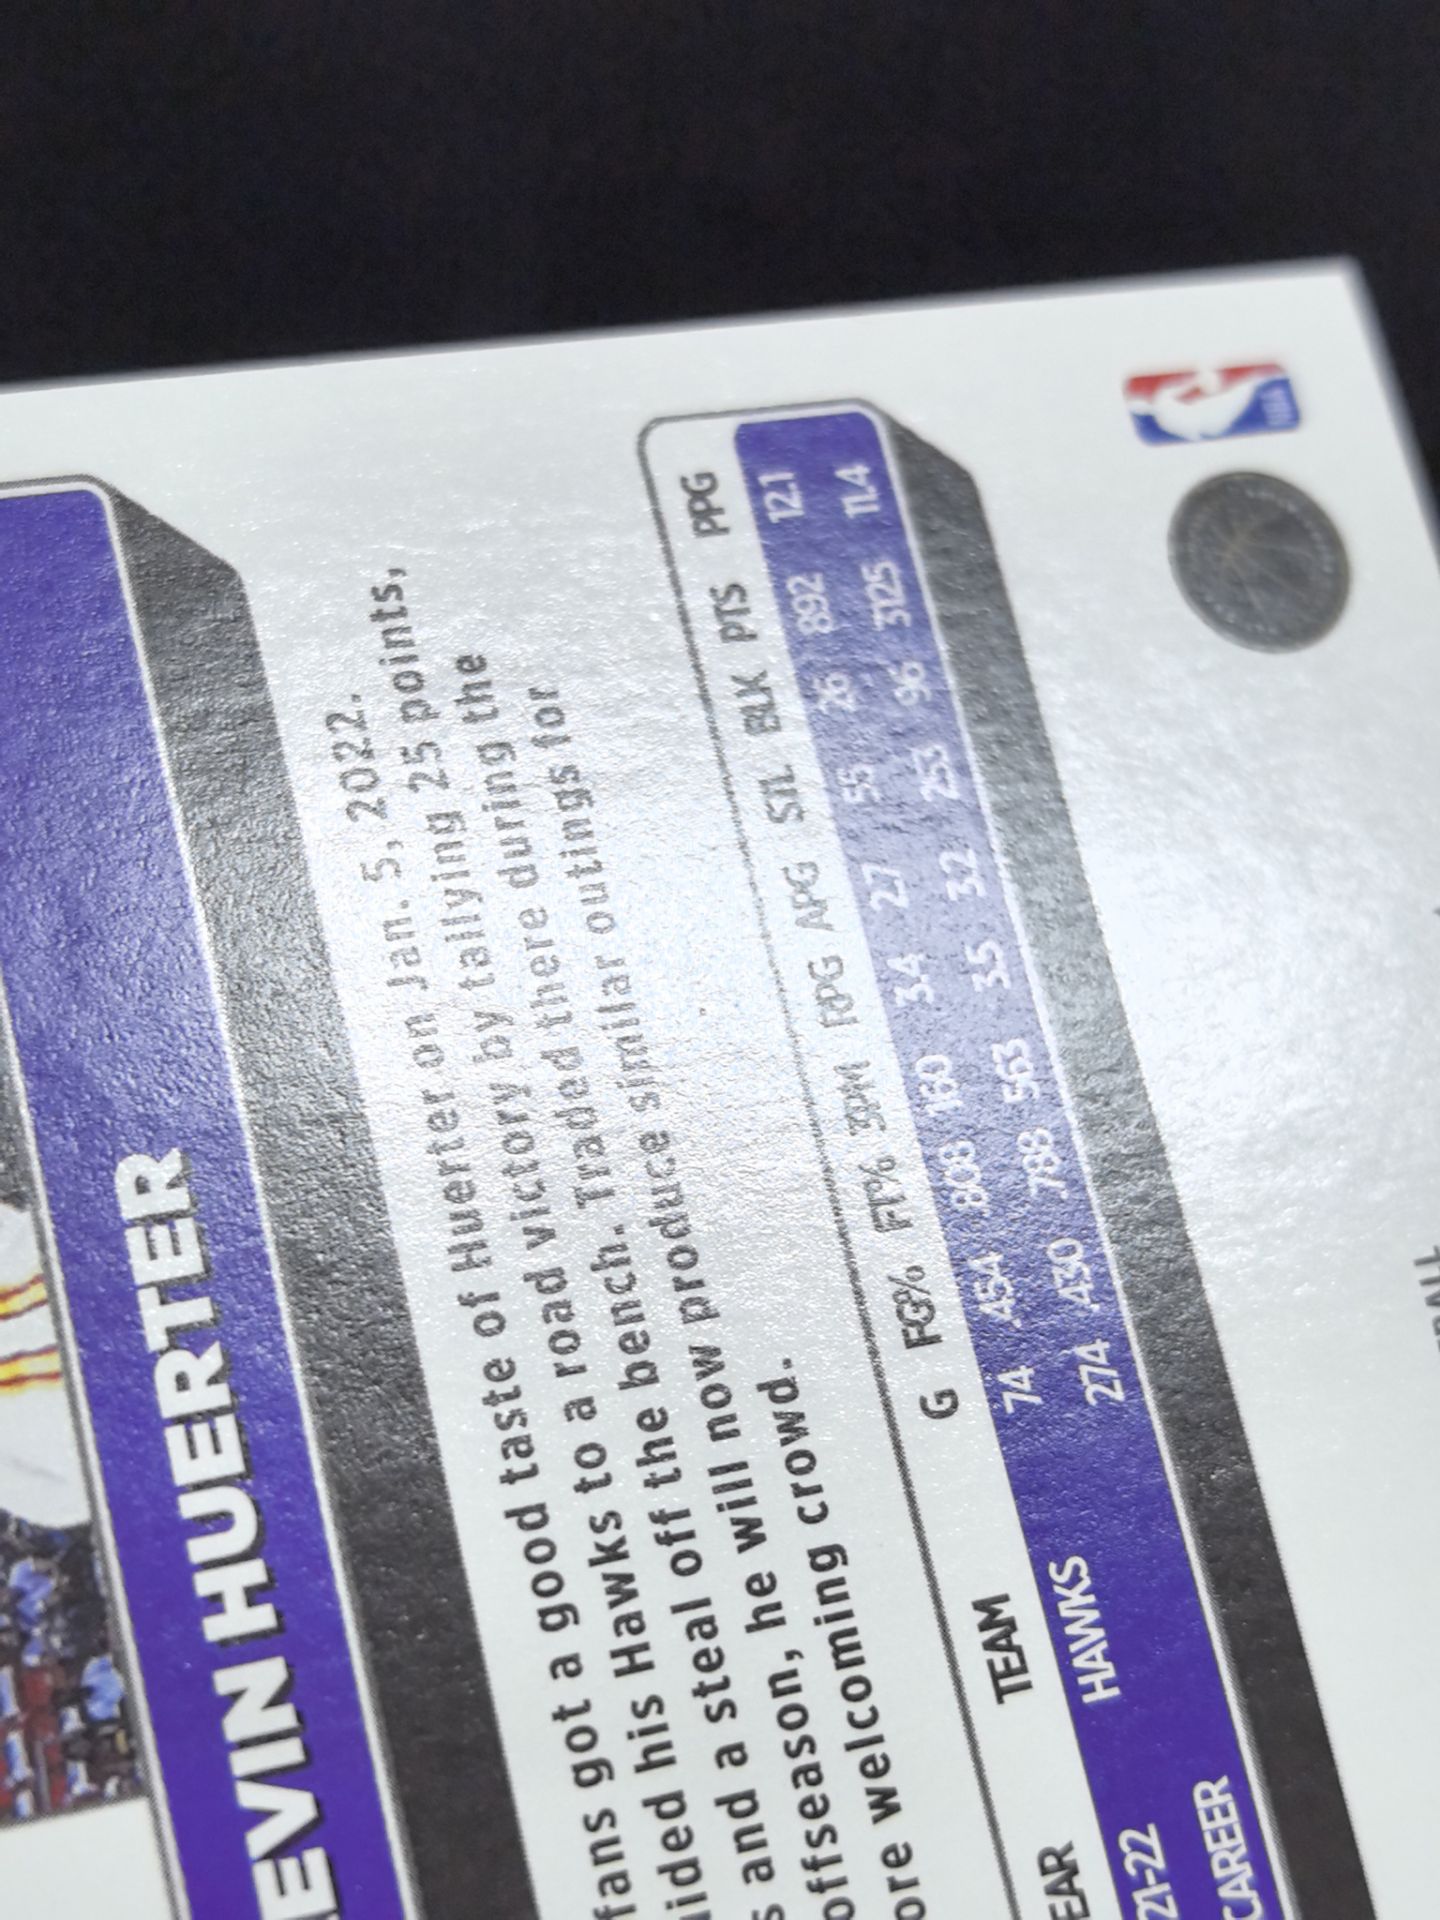 EVIN HUERTER
fans got a good taste of Huerter on Jan. 5, 2022.
uided his Hawks to a road victory by tallying 25 points,
s and a steal off the bench. Traded there during the
offseason, he will now produce similar outings for
ore welcoming crowd.
EAR TEAM G FG% FT% 3PM RPG APG STL BLK PTS PPG
21-22 HAWKS 74 .454 .808 160 3.4 2.7 55 26 892 12.1
CAREER 274 .430 .788 563 3.5 3.2 253 96 3125 11.4
NBA